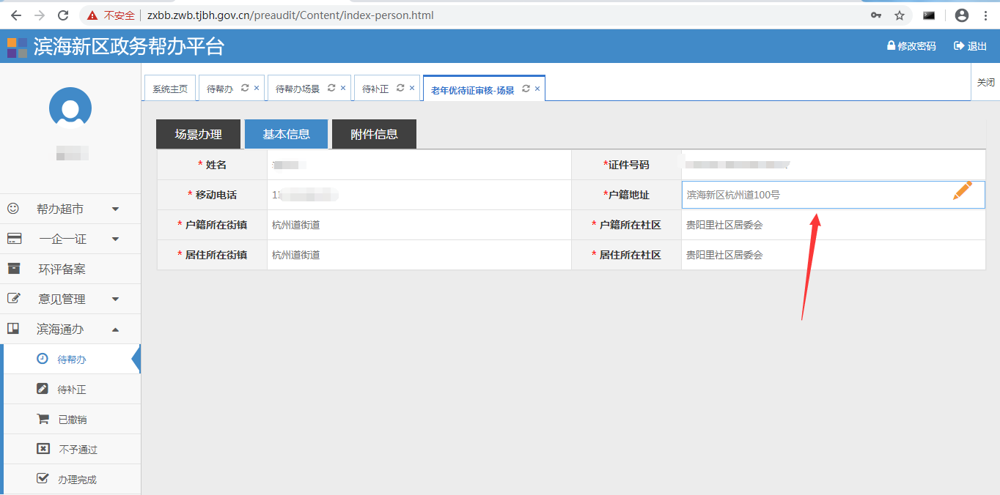 不安全 zxbb.zwb.tjbh.gov.cn/preaudit/Content/index-person.html
滨海新区政务帮办平台 修改密码 退出
系统主页 待帮办 待帮办场景 待补正 老年优待证审核-场景 关闭
场景办理 基本信息 附件信息
* 姓名 *证件号码
* 移动电话 1 *户籍地址 滨海新区杭州道100号
* 户籍所在街镇 杭州道街道 * 户籍所在社区 贵阳里社区居委会
* 居住所在街镇 杭州道街道 * 居住所在社区 贵阳里社区居委会
帮办超市
一企一证
环评备案
意见管理
滨海通办
待帮办
待补正
已撤销
不予通过
办理完成